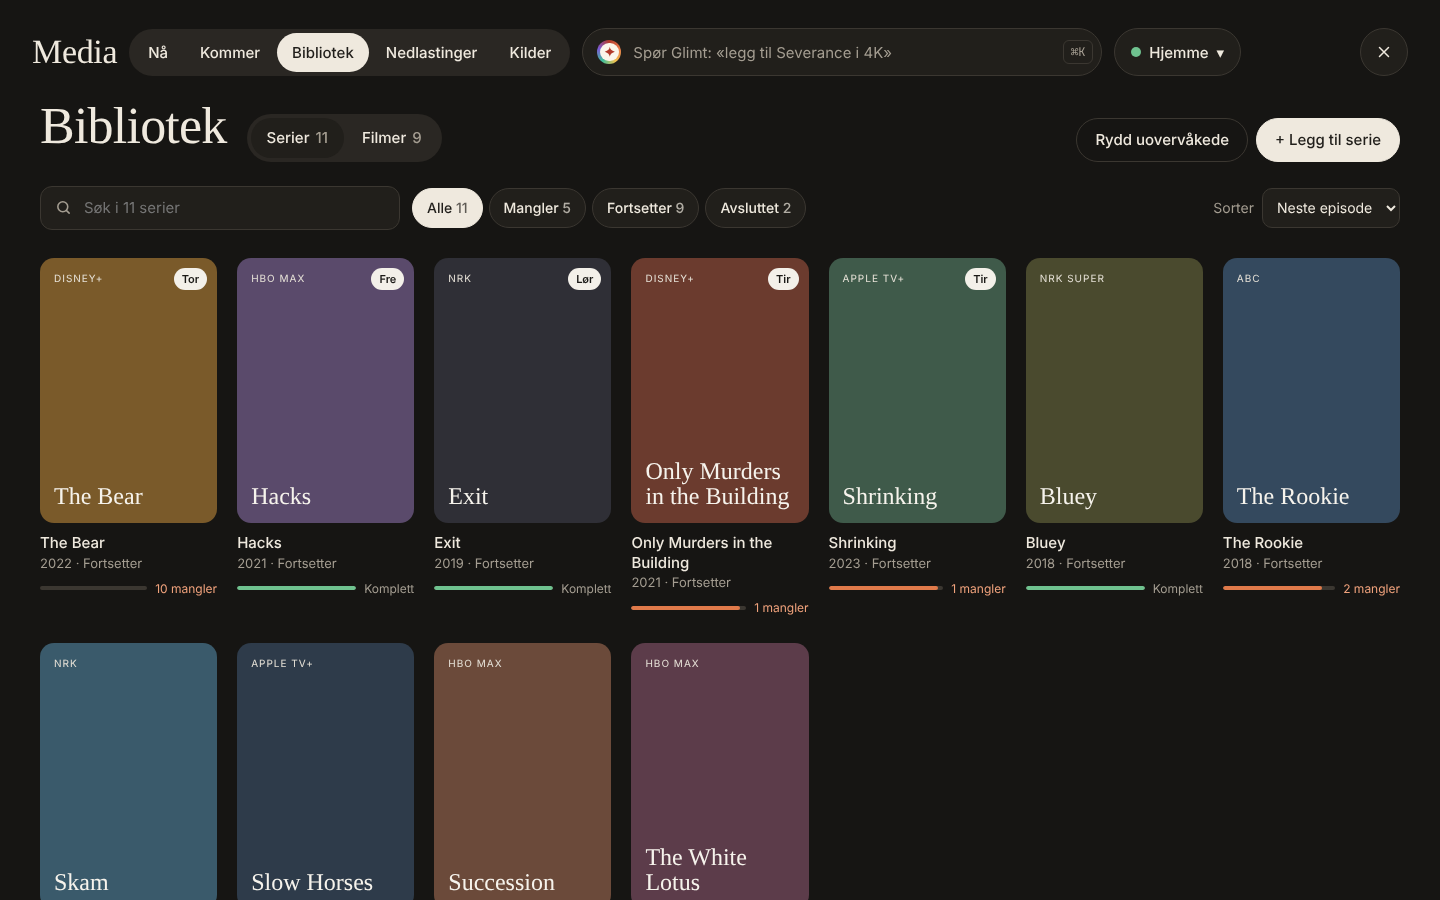 Media
Nå
Kommer
Bibliotek
Nedlastinger
Kilder
Spør Glimt: «legg til Severance i 4K»
⌘K
Hjemme ▾
Bibliotek
Serier 11
Filmer 9
Rydd uovervåkede
+ Legg til serie
Søk i 11 serier
Alle 11
Mangler 5
Fortsetter 9
Avsluttet 2
Sorter
Neste episode
DISNEY+
Tor
The Bear
The Bear
2022 · Fortsetter
10 mangler
HBO MAX
Fre
Hacks
Hacks
2021 · Fortsetter
Komplett
NRK
Lør
Exit
Exit
2019 · Fortsetter
Komplett
DISNEY+
Tir
Only Murders
in the Building
Only Murders in the
Building
2021 · Fortsetter
1 mangler
APPLE TV+
Tir
Shrinking
Shrinking
2023 · Fortsetter
1 mangler
NRK SUPER
Bluey
Bluey
2018 · Fortsetter
Komplett
ABC
The Rookie
The Rookie
2018 · Fortsetter
2 mangler
NRK
Skam
APPLE TV+
Slow Horses
HBO MAX
Succession
HBO MAX
The White
Lotus